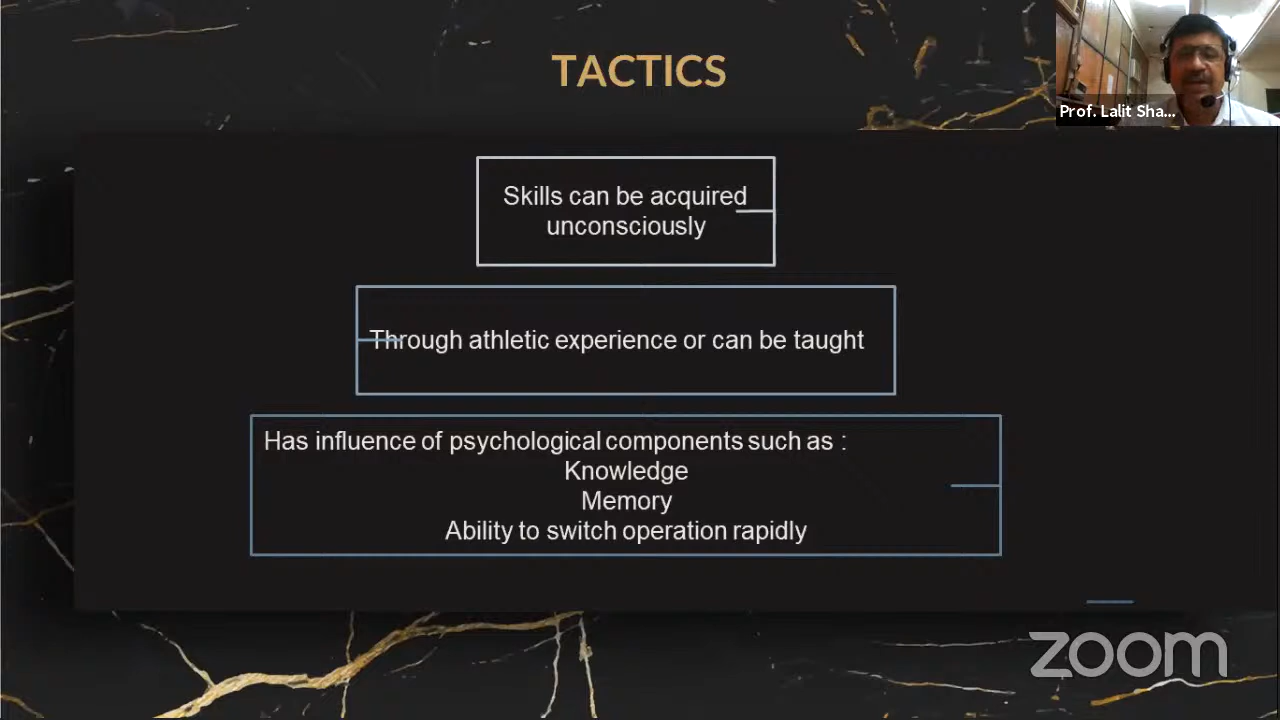 TACTICS
Prof. Lalit Sha...
Skills can be acquired
unconsciously
Through athletic experience or can be taught
Has influence of psychological components such as :
Knowledge
Memory
Ability to switch operation rapidly
zoom